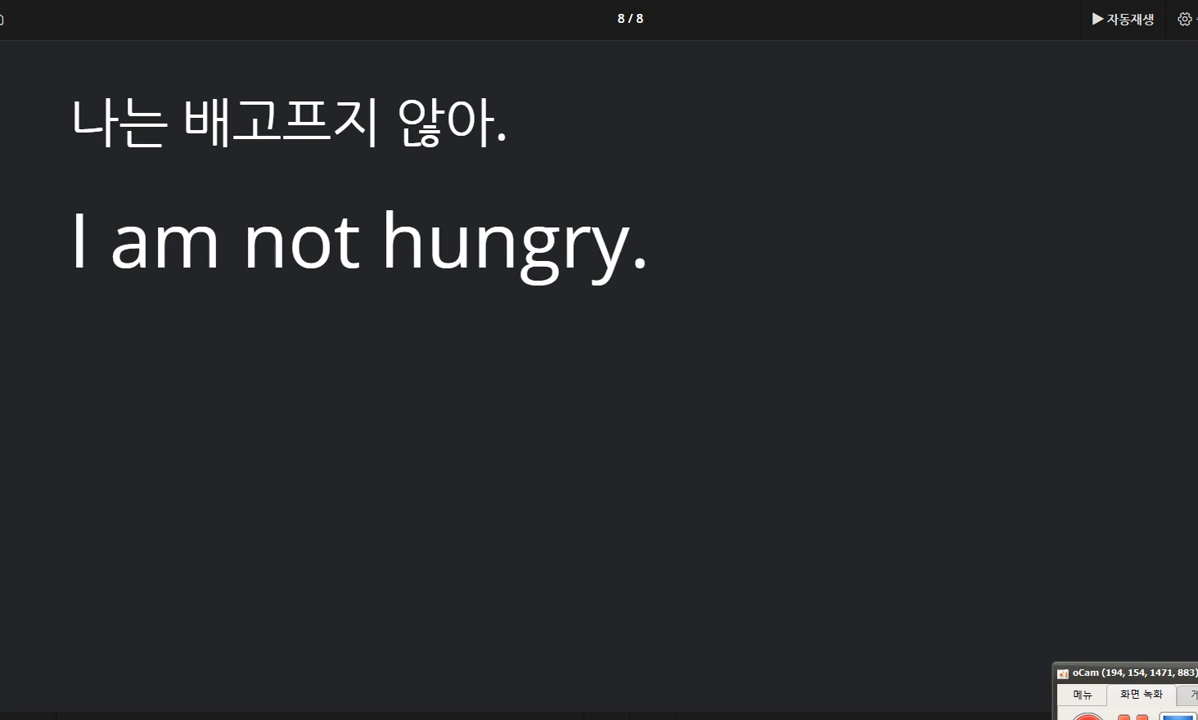 8 / 8
▶ 자동재생
나는 배고프지 않아.
I am not hungry.
oCam (194, 154, 1471, 883)
메뉴
화면 녹화